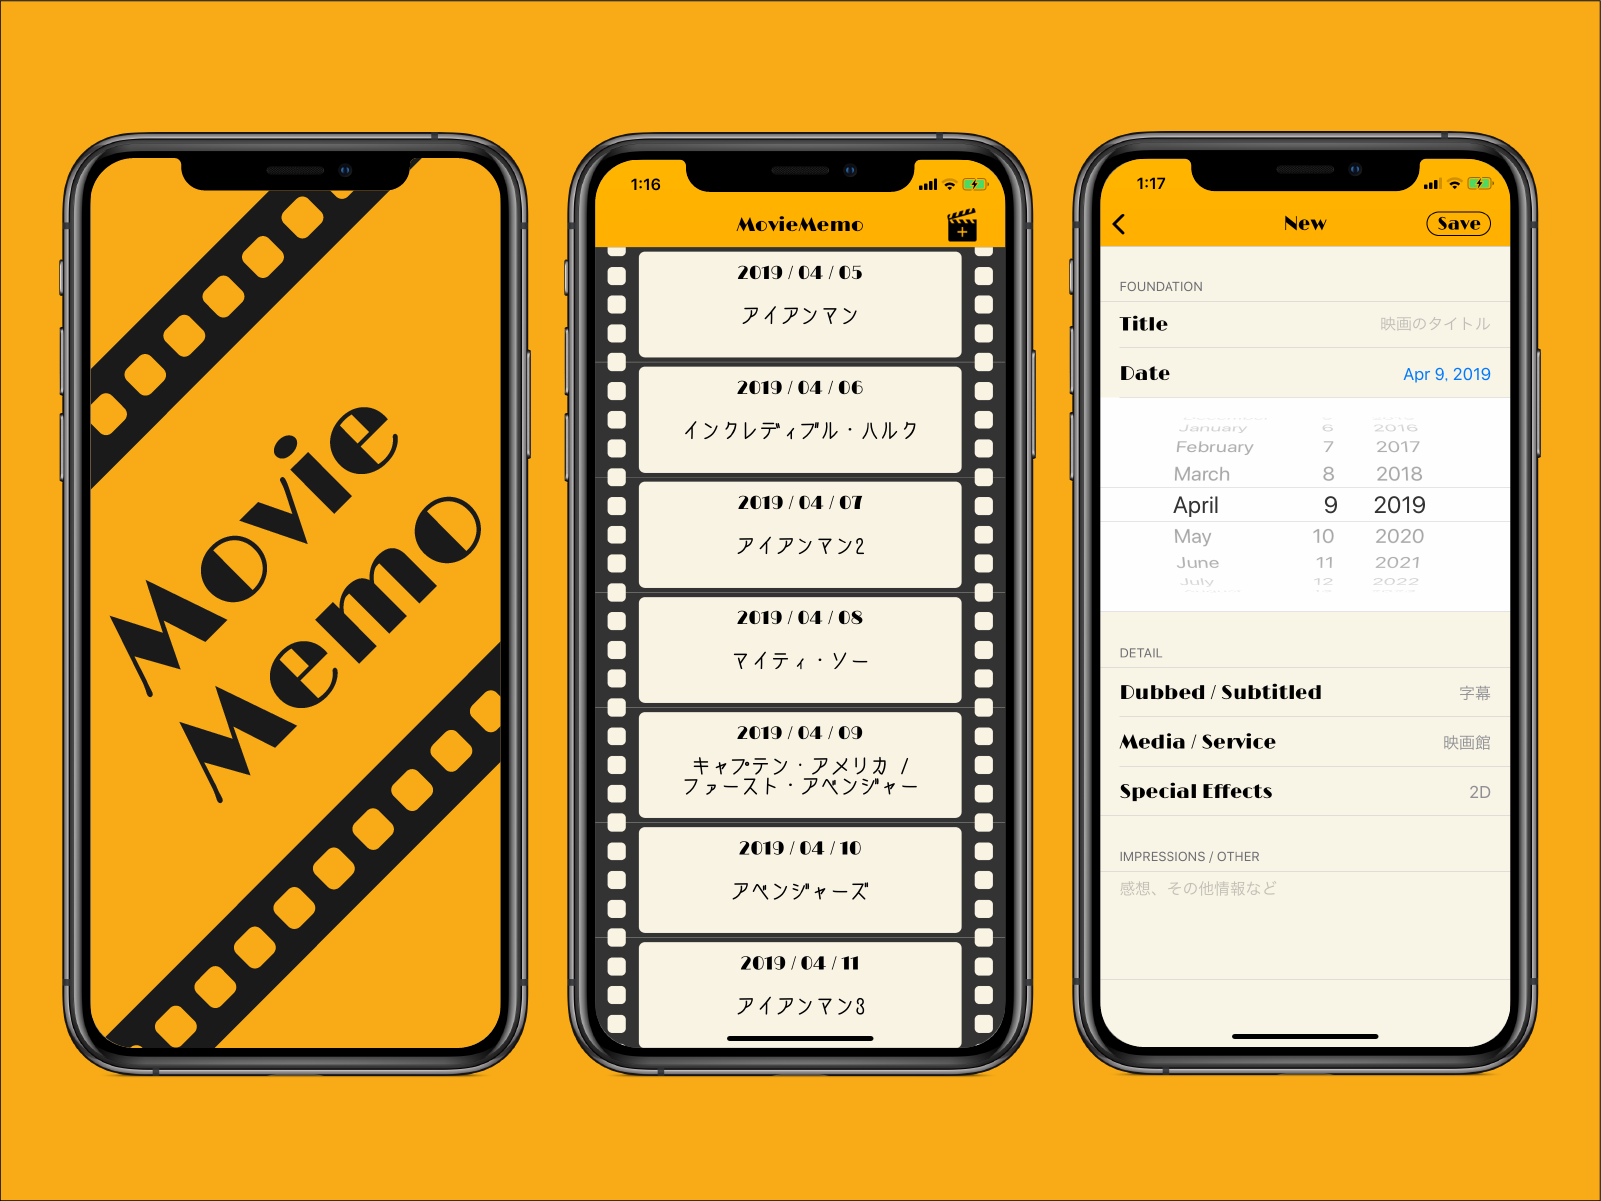 Movie
Memo
1:16
MovieMemo
2019 / 04 / 05
アイアンマン
2019 / 04 / 06
インクレディブル・ハルク
2019 / 04 / 07
アイアンマン2
2019 / 04 / 08
マイティ・ソー
2019 / 04 / 09
キャプテン・アメリカ /
ファースト・アベンジャー
2019 / 04 / 10
アベンジャーズ
2019 / 04 / 11
アイアンマン3
1:17
New
Save
FOUNDATION
Title 映画のタイトル
Date Apr 9, 2019
January 6 2016
February 7 2017
March 8 2018
April 9 2019
May 10 2020
June 11 2021
July 12 2022
DETAIL
Dubbed / Subtitled 字幕
Media / Service 映画館
Special Effects 2D
IMPRESSIONS / OTHER
感想、その他情報など